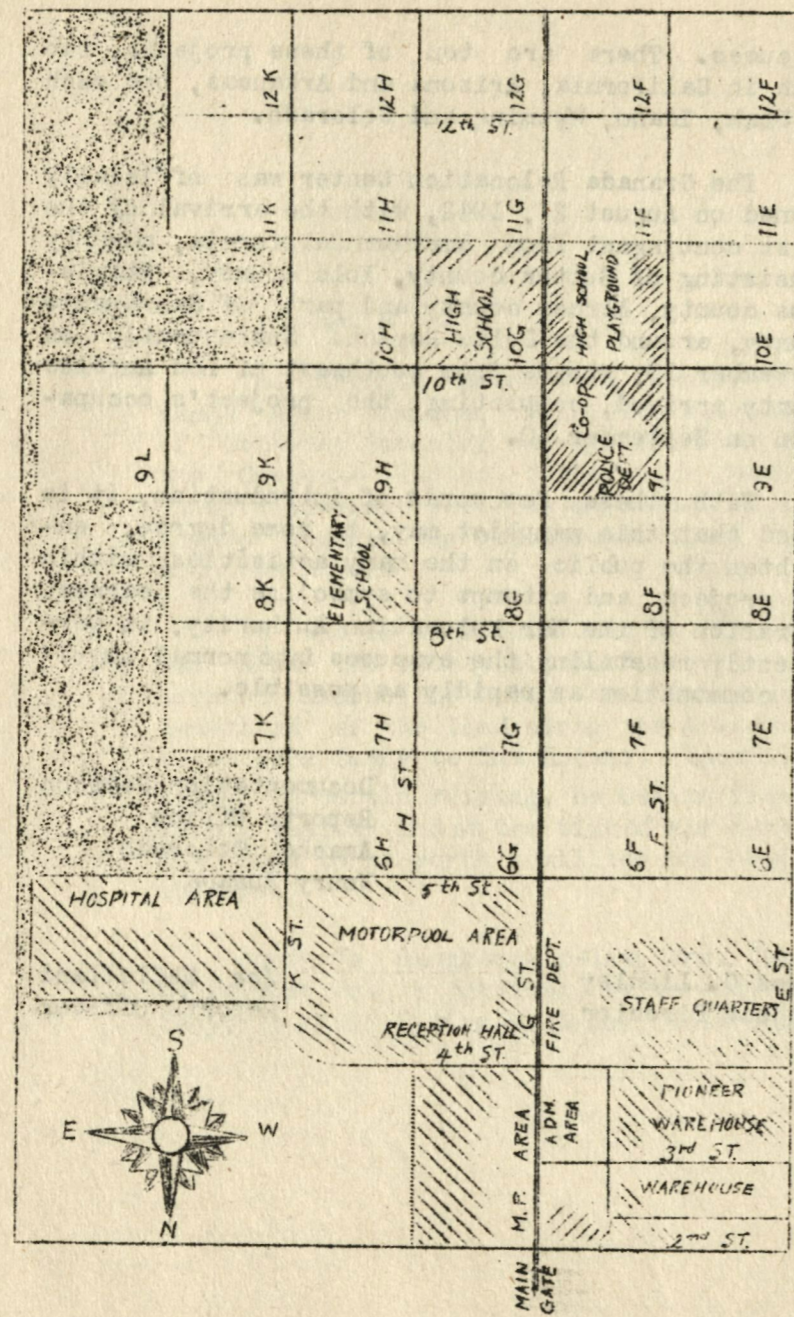 12K
12H
12G
12F
12E
12th ST.
11K
11H
11G
11F
11E
10H
HIGH
SCHOOL
10G
HIGH SCHOOL
PLAYGROUND
10E
10th ST.
9L
9K
9H
Co-op
POLICE
DEPT.
9F
9E
8K
ELEMENTARY
SCHOOL
8G
8F
8E
8th St.
7K
7H
7G
7F
7E
6H
H ST.
6G
6F
F ST.
6E
5th St.
HOSPITAL AREA
K ST.
MOTORPOOL AREA
G ST.
FIRE DEPT.
STAFF QUARTERS
E ST.
RECEPTION HALL
4th ST.
S
E
W
N
M.P. AREA
ADM.
AREA
PIONEER
WAREHOUSE
3rd ST.
WAREHOUSE
2nd ST.
MAIN
GATE